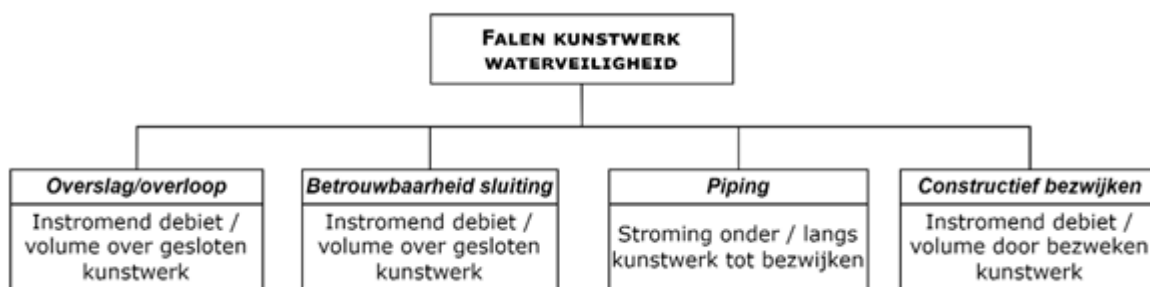 FALEN KUNSTWERK
WATERVEILIGHEID
Overslag/overloop
Instromend debiet /
volume over gesloten
kunstwerk
Betrouwbaarheid sluiting
Instromend debiet /
volume over gesloten
kunstwerk
Piping
Stroming onder / langs
kunstwerk tot bezwijken
Constructief bezwijken
Instromend debiet /
volume door bezweken
kunstwerk